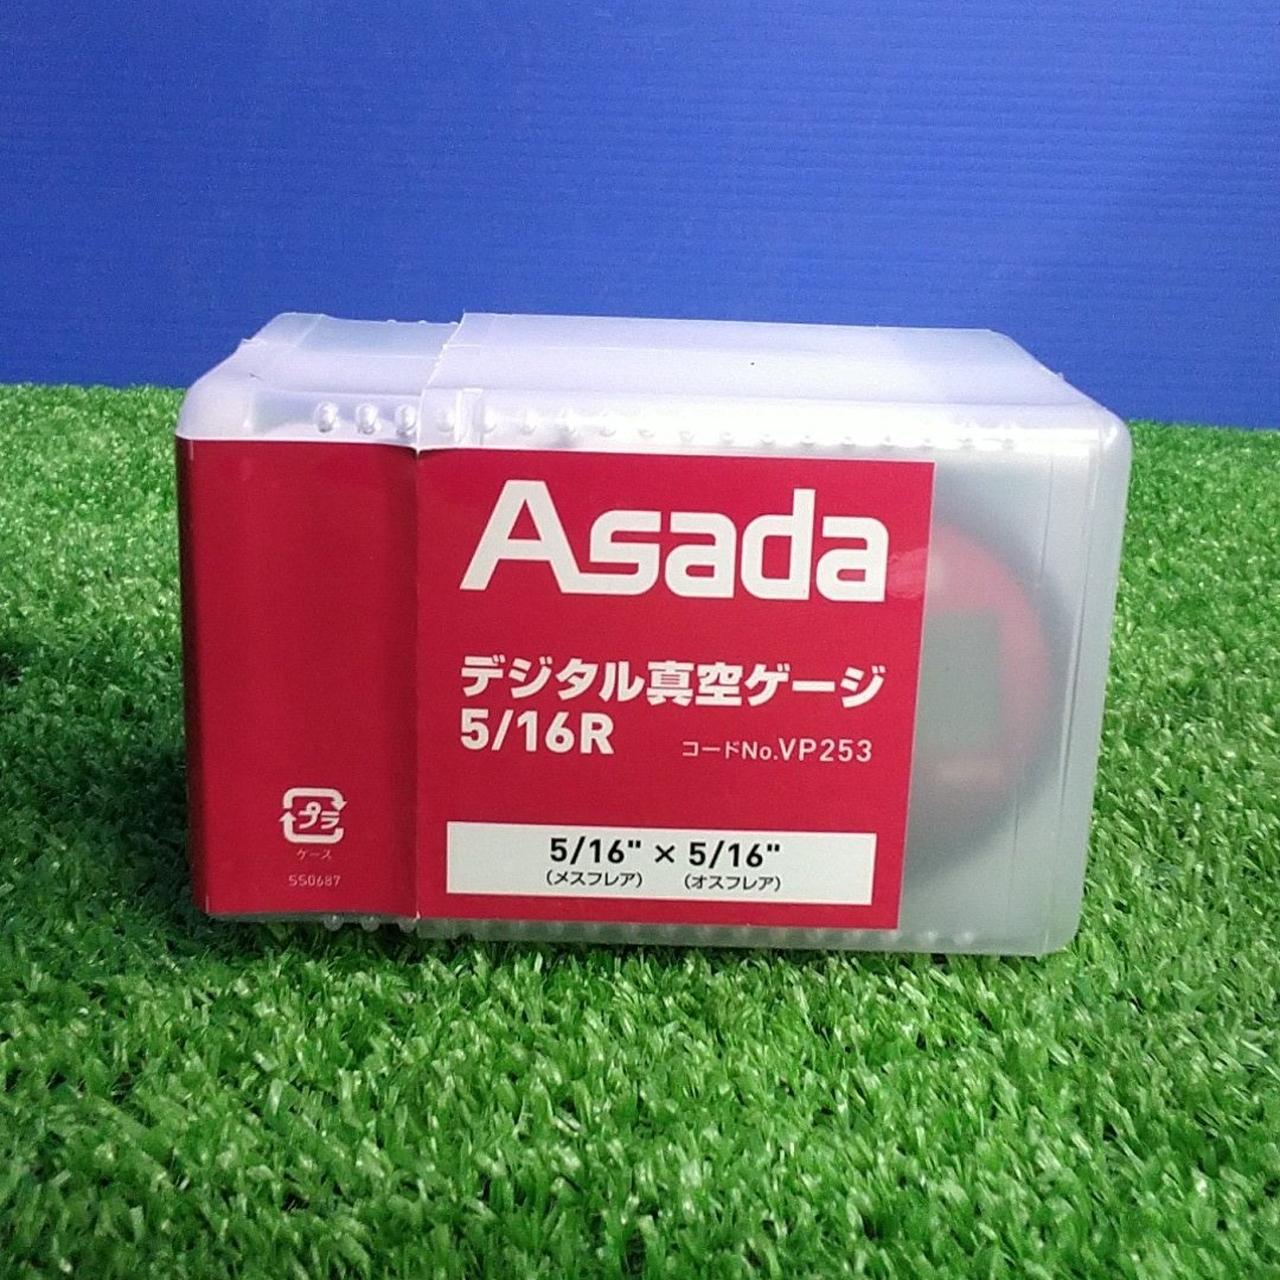 Asada
デジタル真空ゲージ
5/16R コードNo.VP253
5/16" × 5/16"
(メスフレア) (オスフレア)
プラ
ケース
SS0687